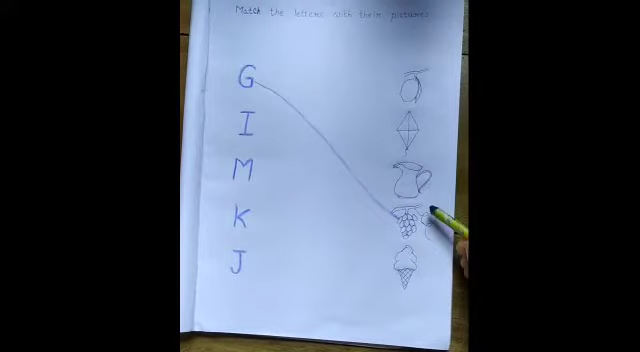 Match the letters with their pictures
G
I
M
K
J